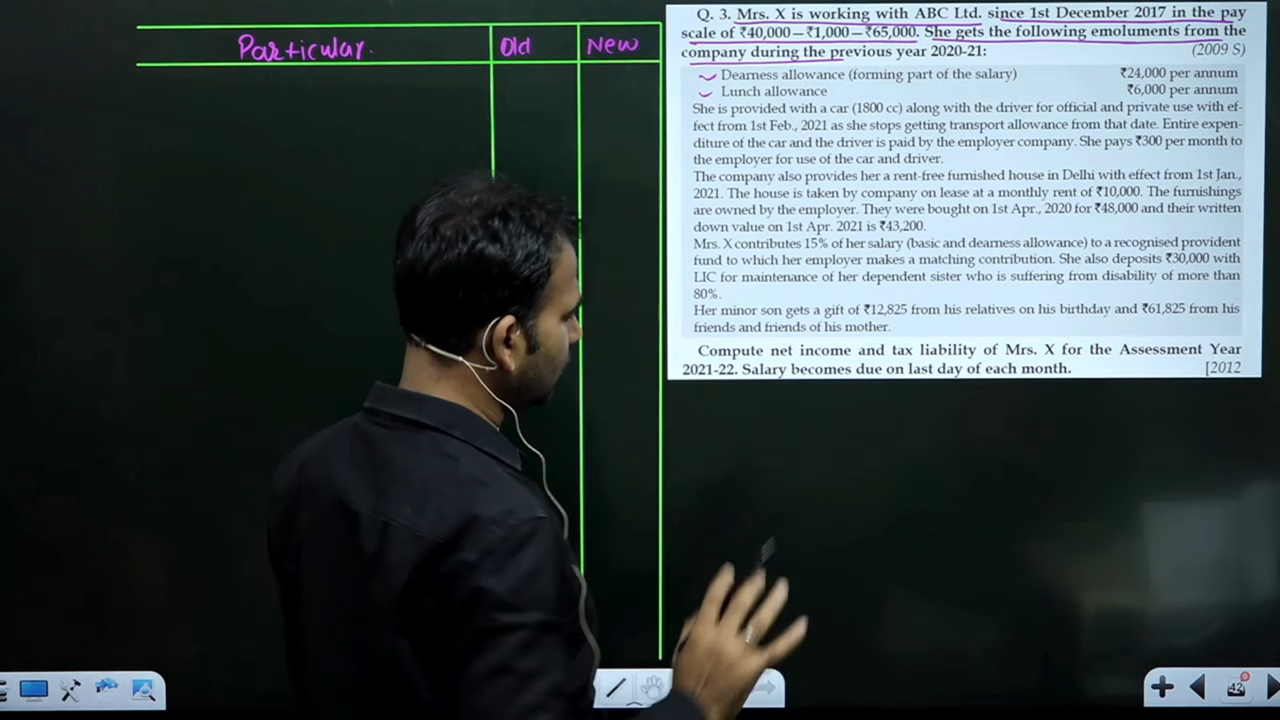 Particular.
Old
New
Q. 3. Mrs. X is working with ABC Ltd. since 1st December 2017 in the pay
scale of ₹40,000–₹1,000–₹65,000. She gets the following emoluments from the
company during the previous year 2020-21: (2009 S)
Dearness allowance (forming part of the salary) ₹24,000 per annum
Lunch allowance ₹6,000 per annum
She is provided with a car (1800 cc) along with the driver for official and private use with ef-
fect from 1st Feb., 2021 as she stops getting transport allowance from that date. Entire expen-
diture of the car and the driver is paid by the employer company. She pays ₹300 per month to
the employer for use of the car and driver.
The company also provides her a rent-free furnished house in Delhi with effect from 1st Jan.,
2021. The house is taken by company on lease at a monthly rent of ₹10,000. The furnishings
are owned by the employer. They were bought on 1st Apr., 2020 for ₹48,000 and their written
down value on 1st Apr. 2021 is ₹43,200.
Mrs. X contributes 15% of her salary (basic and dearness allowance) to a recognised provident
fund to which her employer makes a matching contribution. She also deposits ₹30,000 with
LIC for maintenance of her dependent sister who is suffering from disability of more than
80%.
Her minor son gets a gift of ₹12,825 from his relatives on his birthday and ₹61,825 from his
friends and friends of his mother.
Compute net income and tax liability of Mrs. X for the Assessment Year
2021-22. Salary becomes due on last day of each month. [2012
42